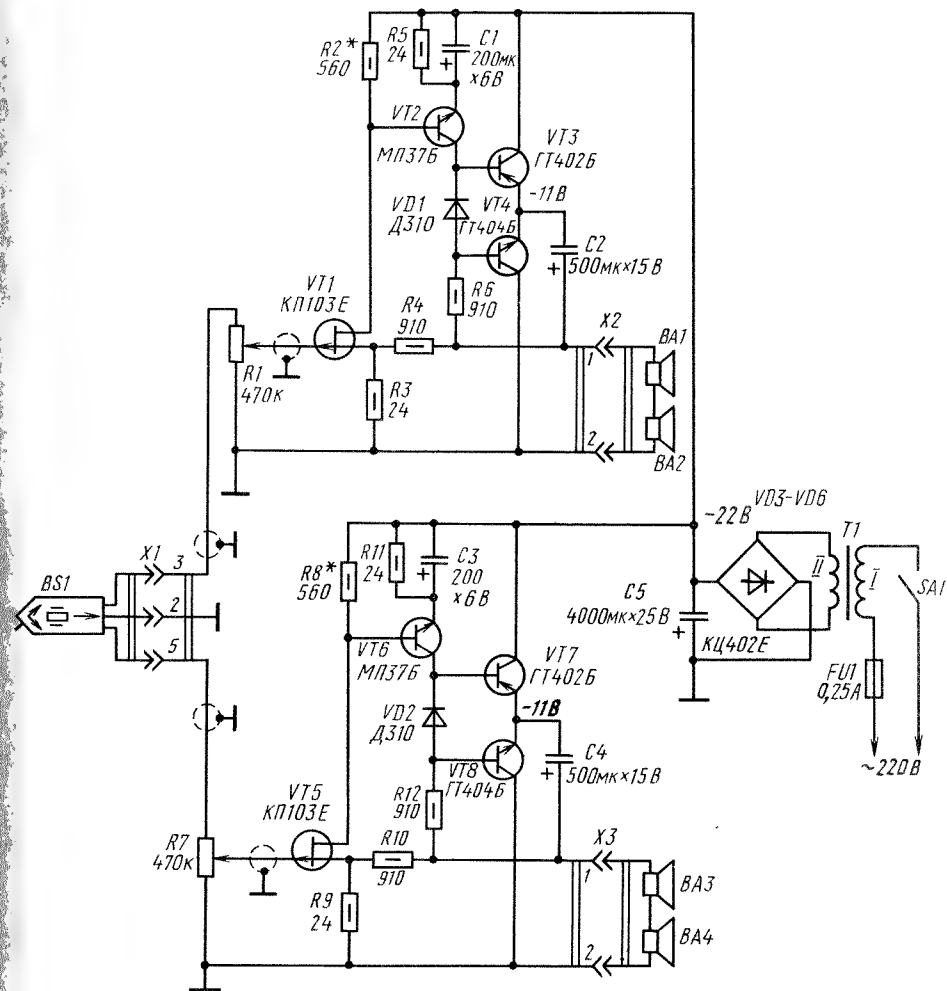 R2*
560
R5
24
C1
200мк
×6В
VT2
МП37Б
VT3
ГТ402Б
-11В
VD1
Д310
VT4
ГТ404Б
C2
500мк×15В
VT1
КП103Е
R4
910
R6
910
X2
1
2
BA1
BA2
R1
470к
R3
24
VD3-VD6
-22В
T1
II
I
SA1
C5
4000мк×25В
КЦ402Е
FU1
0,25А
~220В
BS1
X1
3
2
5
R8*
560
R11
24
C3
200
×6В
VT6
МП37Б
VT7
ГТ402Б
-11В
VD2
Д310
VT8
ГТ404Б
C4
500мк×15В
VT5
КП103Е
R12
910
R10
910
X3
1
2
BA3
BA4
R7
470к
R9
24